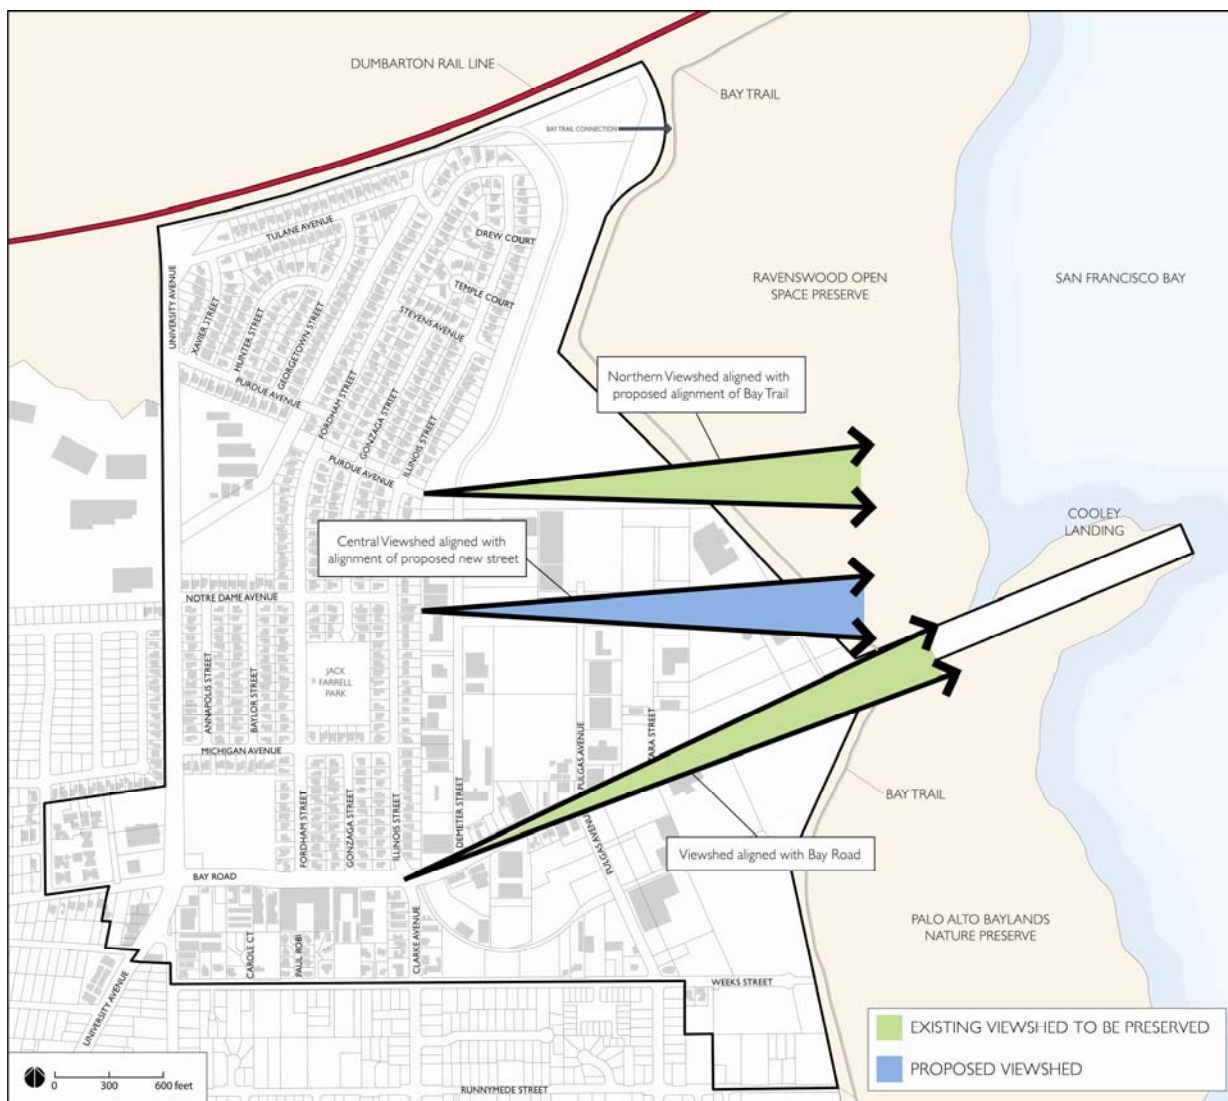 DUMBARTON RAIL LINE
BAY TRAIL
BAY TRAIL CONNECTION
TULANE AVENUE
DREW COURT
UNIVERSITY AVENUE
XAVIER STREET
HUNTER STREET
GEORGETOWN STREET
TEMPLE COURT
STEVENS AVENUE
RAVENSWOOD OPEN
SPACE PRESERVE
SAN FRANCISCO BAY
PURDUE AVENUE
FORDHAM STREET
GONZAGA STREET
ILLINOIS STREET
PURDUE AVENUE
Northern Viewshed aligned with
proposed alignment of Bay Trail
Central Viewshed aligned with
alignment of proposed new street
COOLEY
LANDING
NOTRE DAME AVENUE
ANNAPOLIS STREET
BAYLOR STREET
JACK
FARRELL
PARK
MICHIGAN AVENUE
FORDHAM STREET
GONZAGA STREET
ILLINOIS STREET
DEMETER STREET
PULGAS AVENUE
TARA STREET
PULGAS AVENUE
BAY TRAIL
Viewshed aligned with Bay Road
BAY ROAD
CAROLE CT.
PAUL ROBI
CLARKE AVENUE
PALO ALTO BAYLANDS
NATURE PRESERVE
WEEKS STREET
UNIVERSITY AVENUE
RUNNYMEDE STREET
EXISTING VIEWSHED TO BE PRESERVED
PROPOSED VIEWSHED
0 300 600 feet